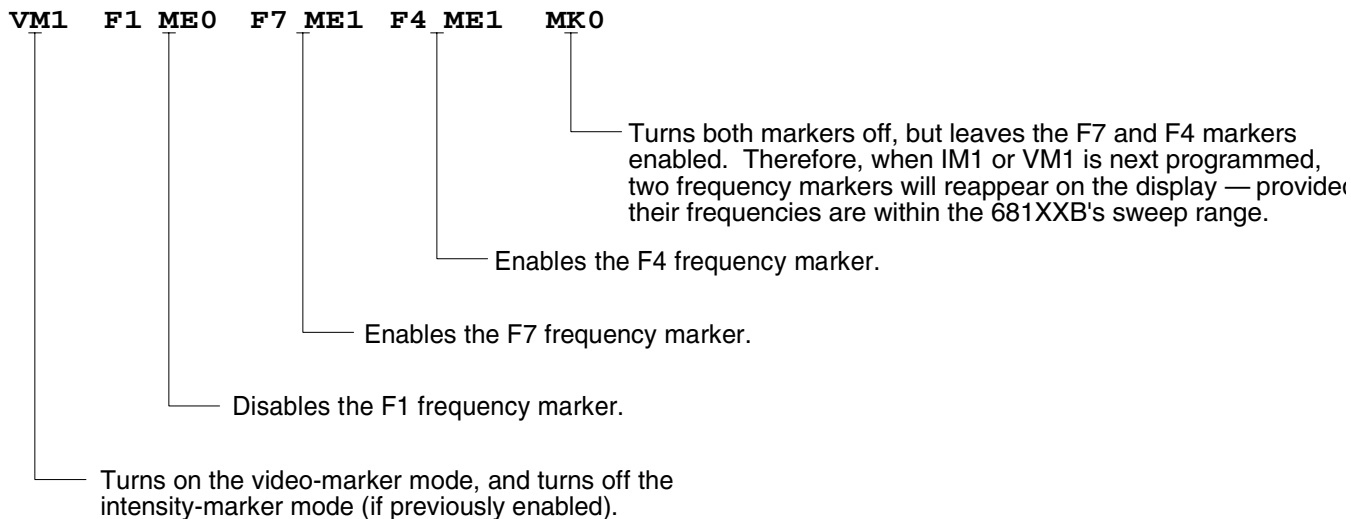 VM1 F1 ME0 F7 ME1 F4 ME1 MK0
Turns both markers off, but leaves the F7 and F4 markers
enabled. Therefore, when IM1 or VM1 is next programmed,
two frequency markers will reappear on the display — provided
their frequencies are within the 681XXB's sweep range.
Enables the F4 frequency marker.
Enables the F7 frequency marker.
Disables the F1 frequency marker.
Turns on the video-marker mode, and turns off the
intensity-marker mode (if previously enabled).